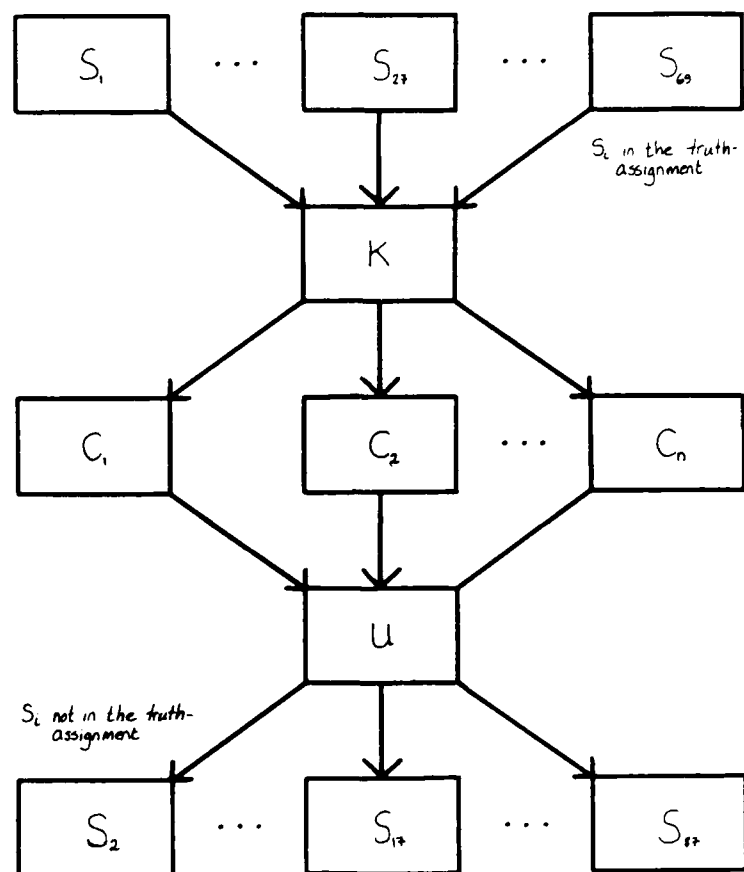 S₁ ... S₂₇ ... S₆₉
Sᵢ in the truth-
assignment
K
C₁ C₂ ... Cₙ
U
Sᵢ not in the truth-
assignment
S₂ ... S₁₇ ... S₈₇